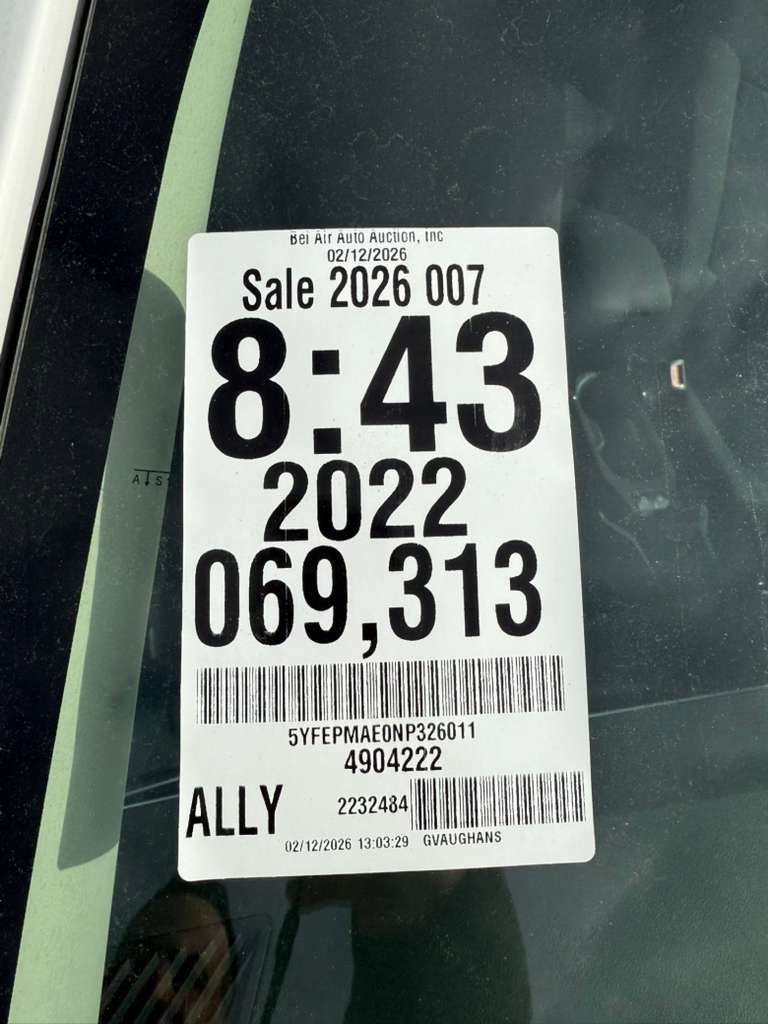 Bel Air Auto Auction, Inc
02/12/2026
Sale 2026 007
8:43
2022
069,313
5YFEPMAE0NP326011
4904222
ALLY 2232484
02/12/2026 13:03:29 GVAUGHANS
A↓S1